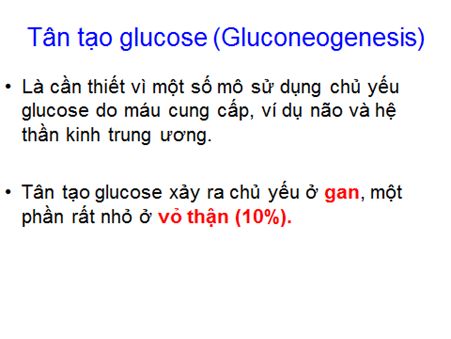 Tân tạo glucose (Gluconeogenesis)
• Là cần thiết vì một số mô sử dụng chủ yếu
glucose do máu cung cấp, ví dụ não và hệ
thần kinh trung ương.
• Tân tạo glucose xảy ra chủ yếu ở gan, một
phần rất nhỏ ở vỏ thận (10%).